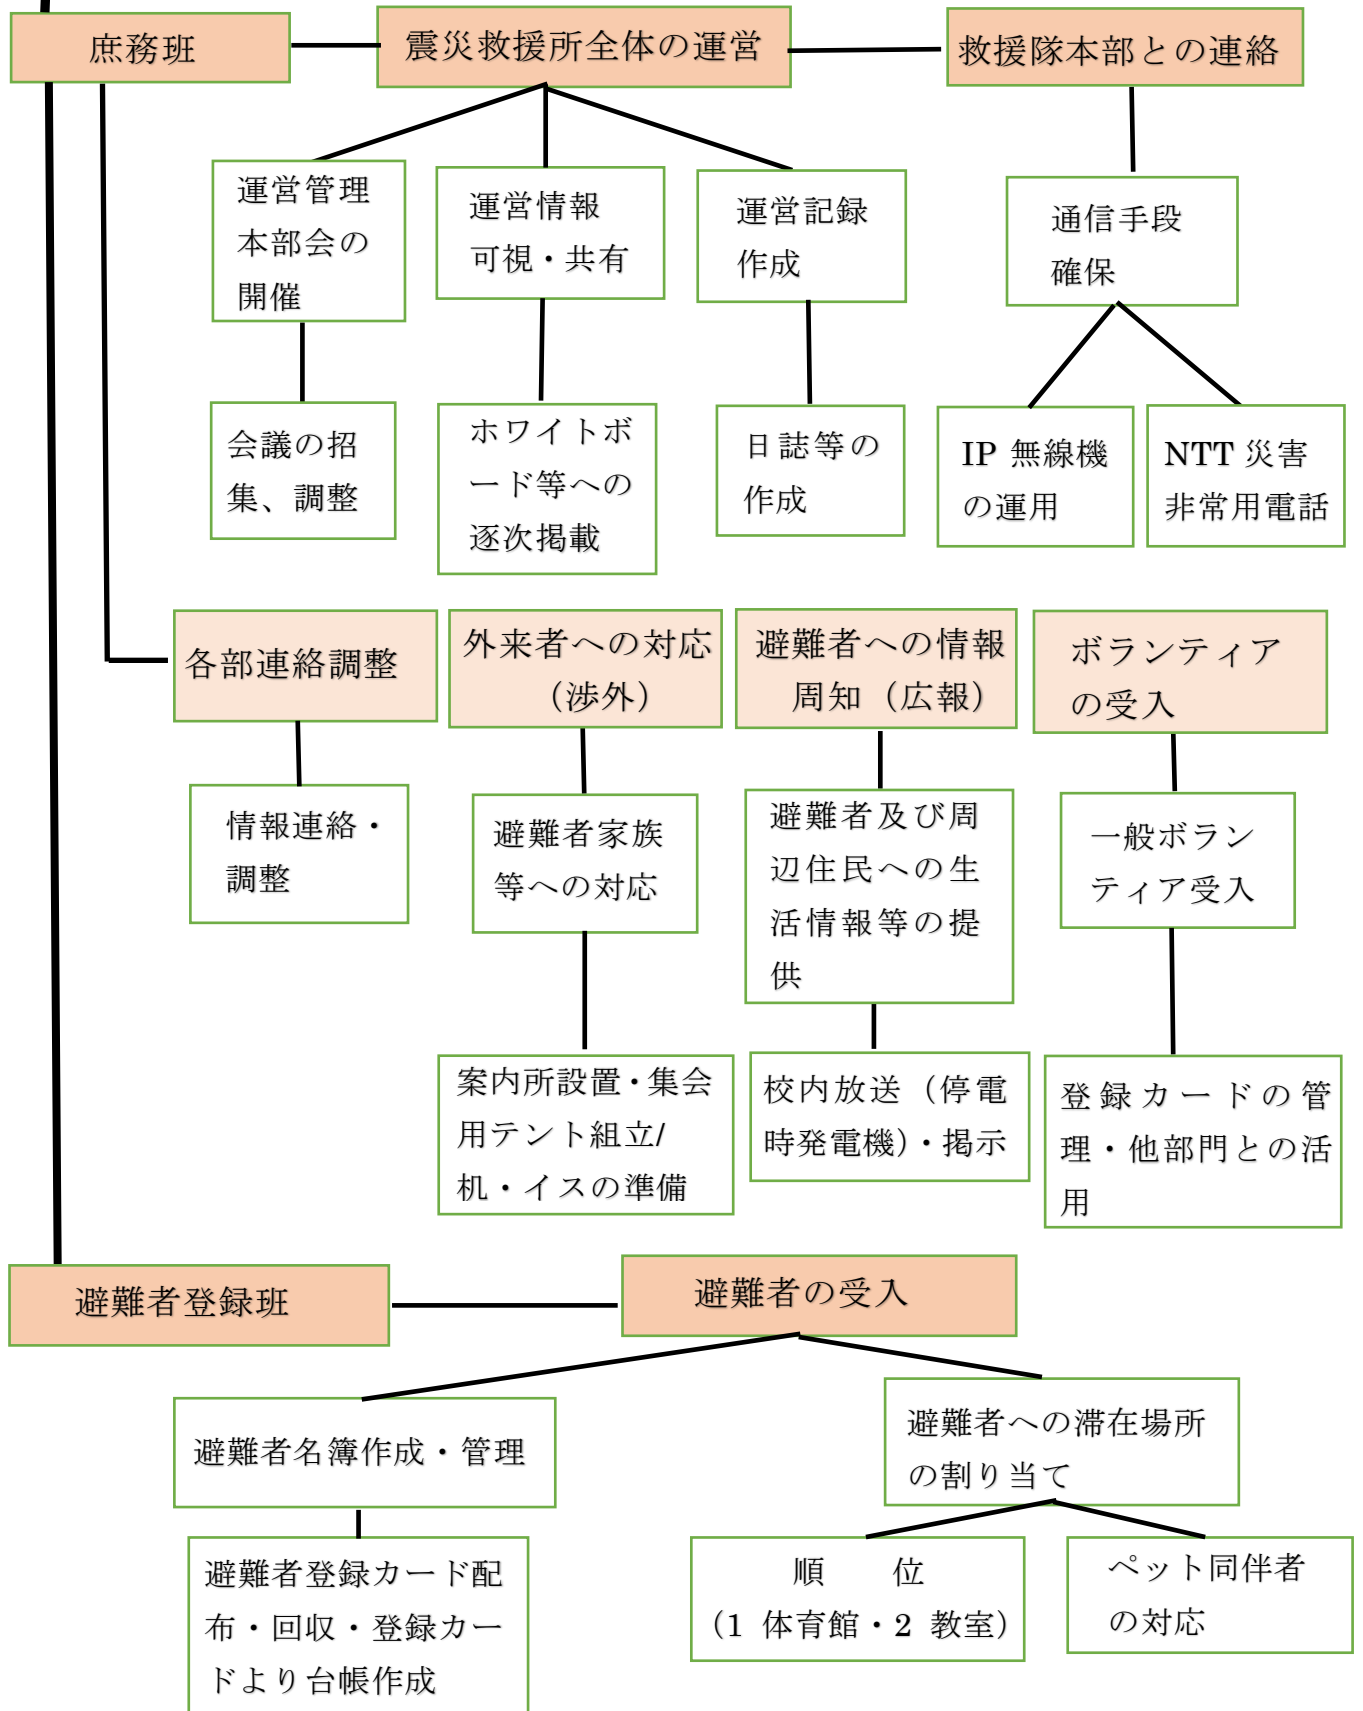 庶務班
震災救援所全体の運営
救援隊本部との連絡
運営管理
本部会の
開催
運営情報
可視・共有
運営記録
作成
通信手段
確保
会議の招
集、調整
ホワイトボ
ード等への
逐次掲載
日誌等の
作成
IP 無線機
の運用
NTT 災害
非常用電話
各部連絡調整
外来者への対応
（渉外）
避難者への情報
周知（広報）
ボランティア
の受入
情報連絡・
調整
避難者家族
等への対応
避難者及び周
辺住民への生
活情報等の提
供
一般ボラン
ティア受入
案内所設置・集会
用テント組立/
机・イスの準備
校内放送（停電
時発電機）・掲示
登録カードの管
理・他部門との活
用
避難者登録班
避難者の受入
避難者名簿作成・管理
避難者への滞在場所
の割り当て
避難者登録カード配
布・回収・登録カー
ドより台帳作成
順　　位
（1 体育館・2 教室）
ペット同伴者
の対応